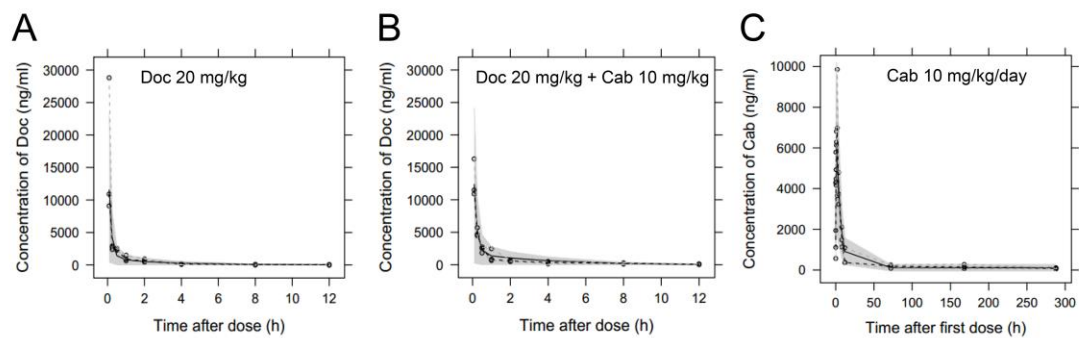 A
Doc 20 mg/kg
Concentration of Doc (ng/ml)
30000
25000
20000
15000
10000
5000
0
0 2 4 6 8 10 12
Time after dose (h)
B
Doc 20 mg/kg + Cab 10 mg/kg
Concentration of Doc (ng/ml)
30000
25000
20000
15000
10000
5000
0
0 2 4 6 8 10 12
Time after dose (h)
C
Cab 10 mg/kg/day
Concentration of Cab (ng/ml)
10000
8000
6000
4000
2000
0
0 50 100 150 200 250 300
Time after first dose (h)